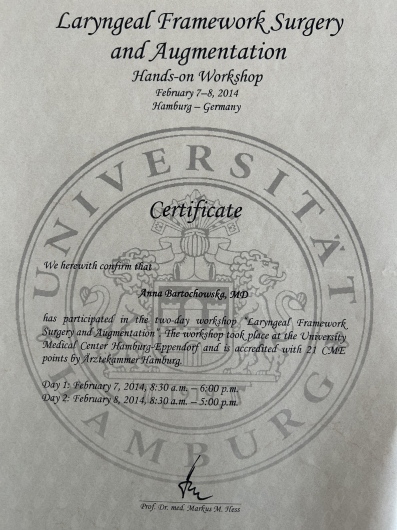 Laryngeal Framework Surgery
and Augmentation
Hands-on Workshop
February 7–8, 2014
Hamburg – Germany
UNIVERSITÄT
HAMBURG
Certificate
We herewith confirm that
Anna Bartochowska, MD
has participated in the two-day workshop "Laryngeal Framework
Surgery and Augmentation". The workshop took place at the University
Medical Center Hamburg-Eppendorf and is accredited with 21 CME
points by Ärztekammer Hamburg.
Day 1: February 7, 2014, 8:30 a.m. – 6:00 p.m.
Day 2: February 8, 2014, 8:30 a.m. – 5:00 p.m.
Prof. Dr. med. Markus M. Hess